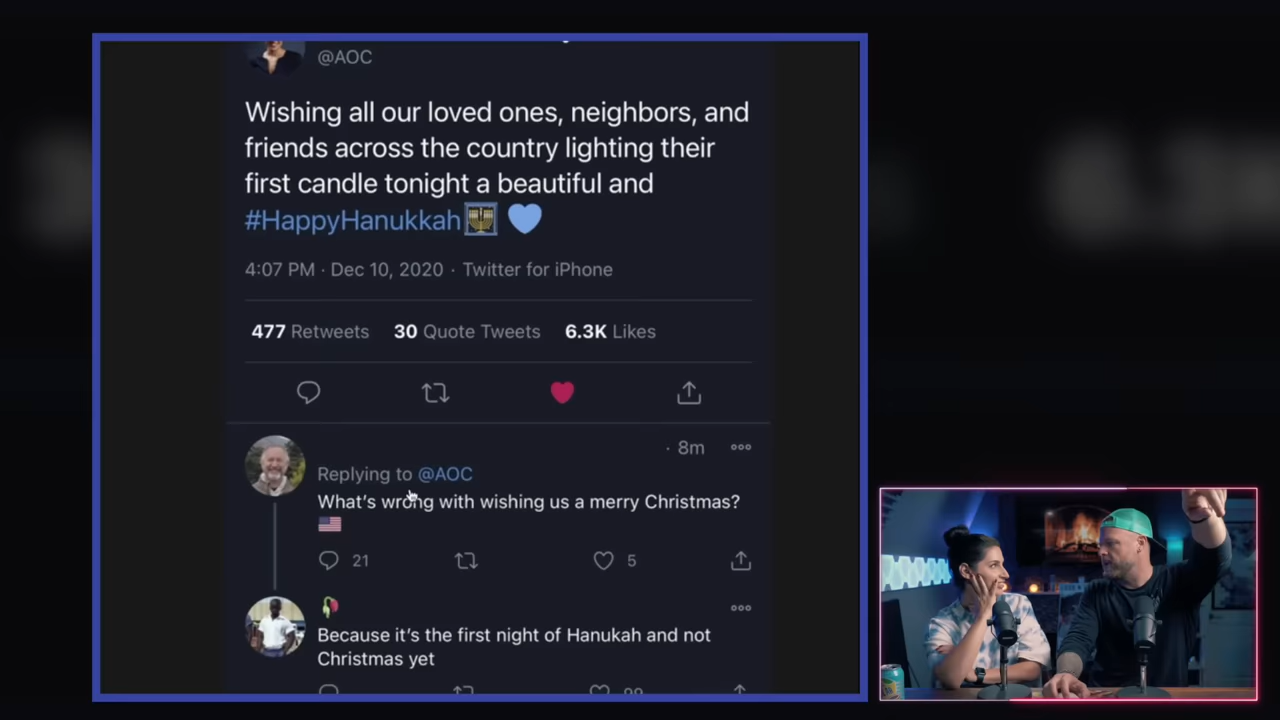 @AOC
Wishing all our loved ones, neighbors, and
friends across the country lighting their
first candle tonight a beautiful and
#HappyHanukkah
4:07 PM · Dec 10, 2020 · Twitter for iPhone
477 Retweets 30 Quote Tweets 6.3K Likes
· 8m
Replying to @AOC
What's wrong with wishing us a merry Christmas?
21 5
Because it's the first night of Hanukah and not
Christmas yet